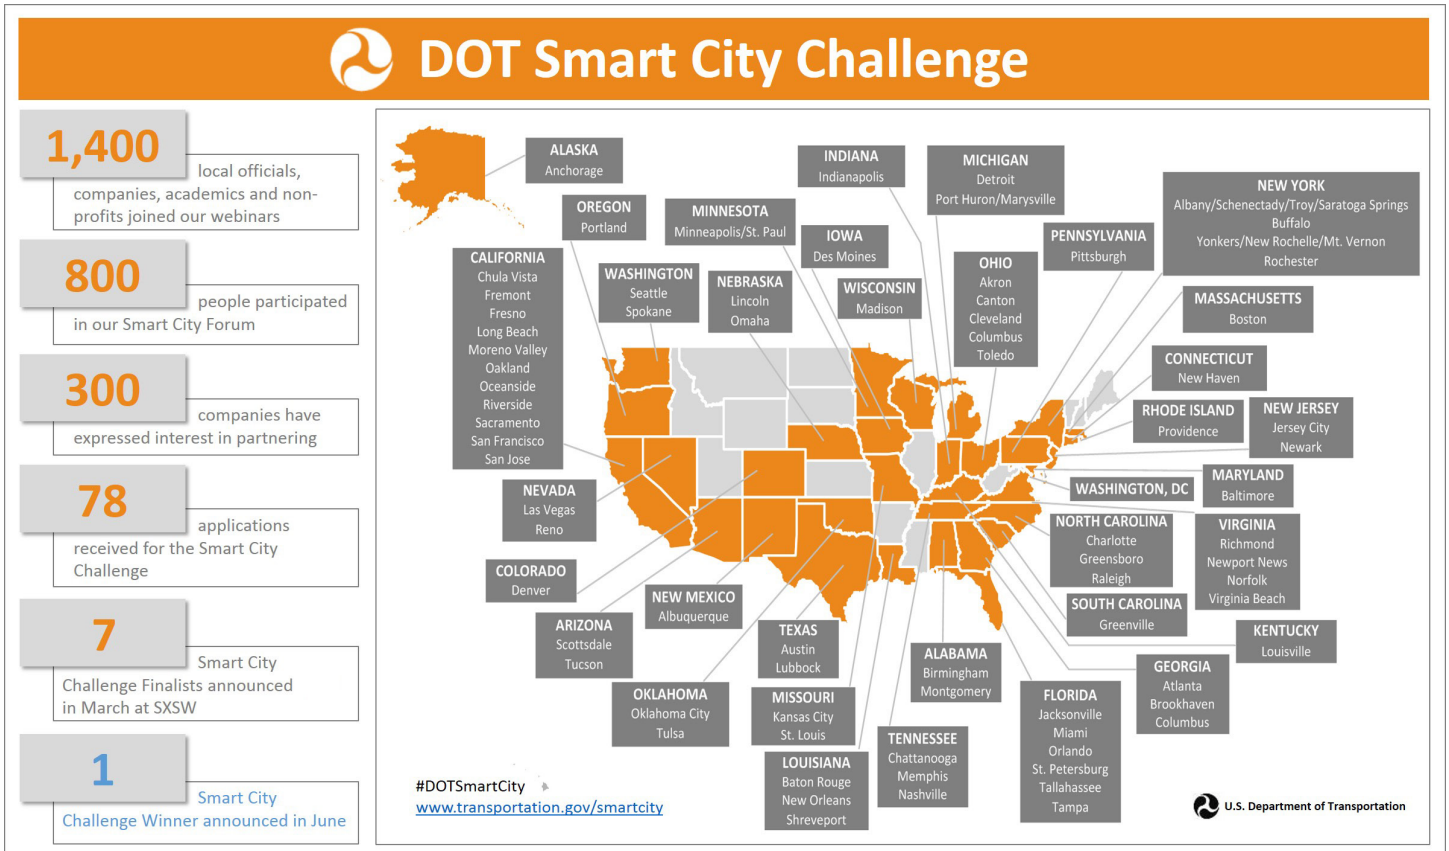 DOT Smart City Challenge
1,400
local officials,
companies, academics and non-
profits joined our webinars
800
people participated
in our Smart City Forum
300
companies have
expressed interest in partnering
78
applications
received for the Smart City
Challenge
7
Smart City
Challenge Finalists announced
in March at SXSW
1
Smart City
Challenge Winner announced in June
ALASKA
Anchorage
OREGON
Portland
CALIFORNIA
Chula Vista
Fremont
Fresno
Long Beach
Moreno Valley
Oakland
Oceanside
Riverside
Sacramento
San Francisco
San Jose
WASHINGTON
Seattle
Spokane
MINNESOTA
Minneapolis/St. Paul
NEBRASKA
Lincoln
Omaha
INDIANA
Indianapolis
IOWA
Des Moines
WISCONSIN
Madison
MICHIGAN
Detroit
Port Huron/Marysville
OHIO
Akron
Canton
Cleveland
Columbus
Toledo
PENNSYLVANIA
Pittsburgh
NEW YORK
Albany/Schenectady/Troy/Saratoga Springs
Buffalo
Yonkers/New Rochelle/Mt. Vernon
Rochester
MASSACHUSETTS
Boston
CONNECTICUT
New Haven
RHODE ISLAND
Providence
NEW JERSEY
Jersey City
Newark
MARYLAND
Baltimore
WASHINGTON, DC
NEVADA
Las Vegas
Reno
COLORADO
Denver
ARIZONA
Scottsdale
Tucson
NEW MEXICO
Albuquerque
OKLAHOMA
Oklahoma City
Tulsa
TEXAS
Austin
Lubbock
MISSOURI
Kansas City
St. Louis
LOUISIANA
Baton Rouge
New Orleans
Shreveport
TENNESSEE
Chattanooga
Memphis
Nashville
ALABAMA
Birmingham
Montgomery
FLORIDA
Jacksonville
Miami
Orlando
St. Petersburg
Tallahassee
Tampa
NORTH CAROLINA
Charlotte
Greensboro
Raleigh
SOUTH CAROLINA
Greenville
VIRGINIA
Richmond
Newport News
Norfolk
Virginia Beach
KENTUCKY
Louisville
GEORGIA
Atlanta
Brookhaven
Columbus
#DOTSmartCity
www.transportation.gov/smartcity
U.S. Department of Transportation